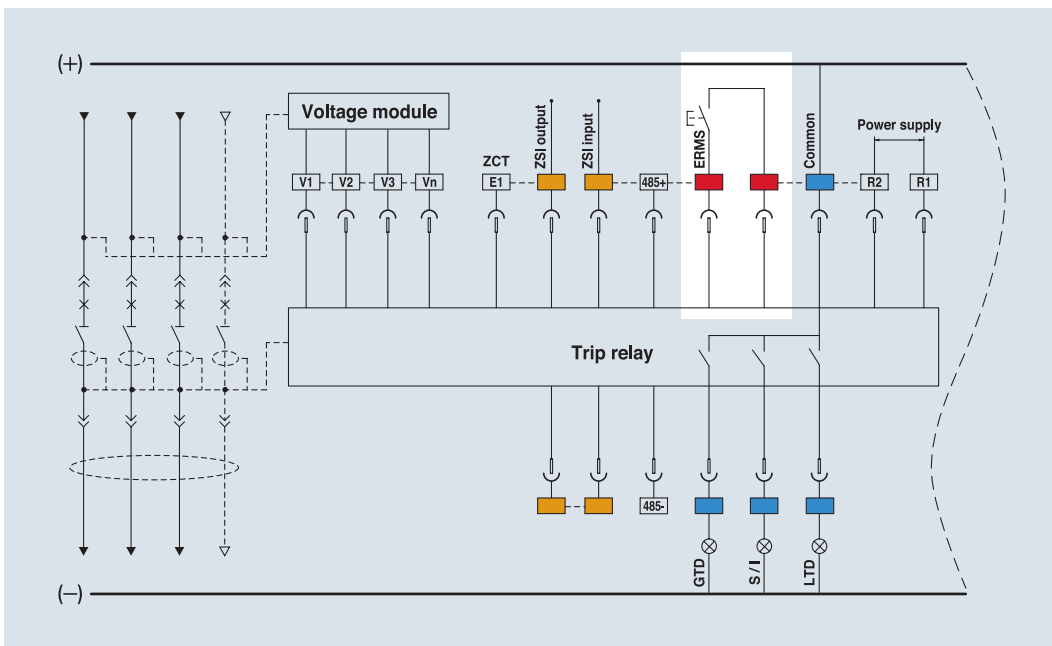 (+)
Voltage module
ZSI output
ZSI input
ERMS
Common
Power supply
ZCT
V1
V2
V3
Vn
E1
485+
R2
R1
Trip relay
485-
GTD
S / I
LTD
(−)